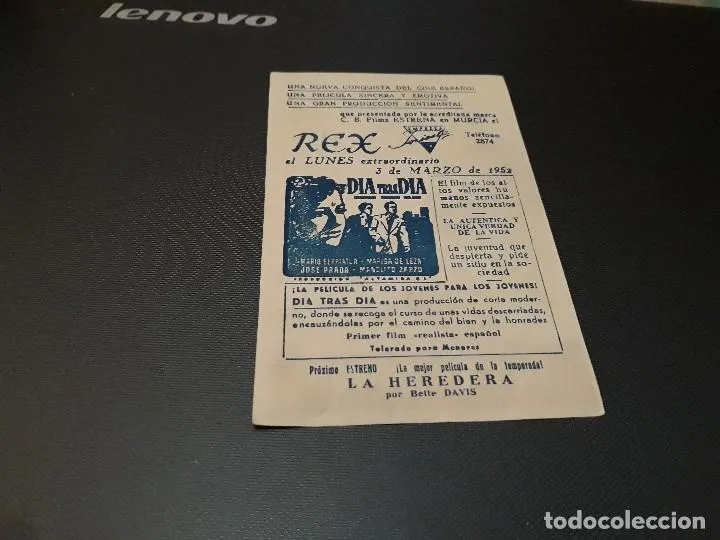 lenovo
UNA NUEVA CONQUISTA DEL CINE ESPAÑOL
UNA PELICULA SINCERA Y EMOTIVA
UNA GRAN PRODUCCION SENTIMENTAL
que presentada por la acreditada marca
C. B. Films ESTRENA en MURCIA el
REX
EMPRESA
Teléfono
2874
el LUNES extraordinario
3 de MARZO de 1952
DIA TRAS DIA
El film de los al-
tos valores hu-
manos sencilla-
mente expuestos
LA AUTENTICA Y
UNICA VERDAD
DE LA VIDA
La juventud que
despierta y pide
un sitio en la so-
ciedad
MARIO BERRIATUA - MARISA DE LEZA
JOSE PRADA - MANOLITO ZARZO
PRODUCCION "ALTAMIRA S.L."
¡LA PELICULA DE LOS JOVENES PARA LOS JOVENES!
DIA TRAS DIA es una producción de corte moder-
no, donde se recoge el curso de unas vidas descarriadas,
encauzándolas por el camino del bien y la honradez
Primer film «realista» español
Tolerada para Menores
Próximo ESTRENO ¡La mejor película de la temporada!
LA HEREDERA
por Bette DAVIS
todocoleccion